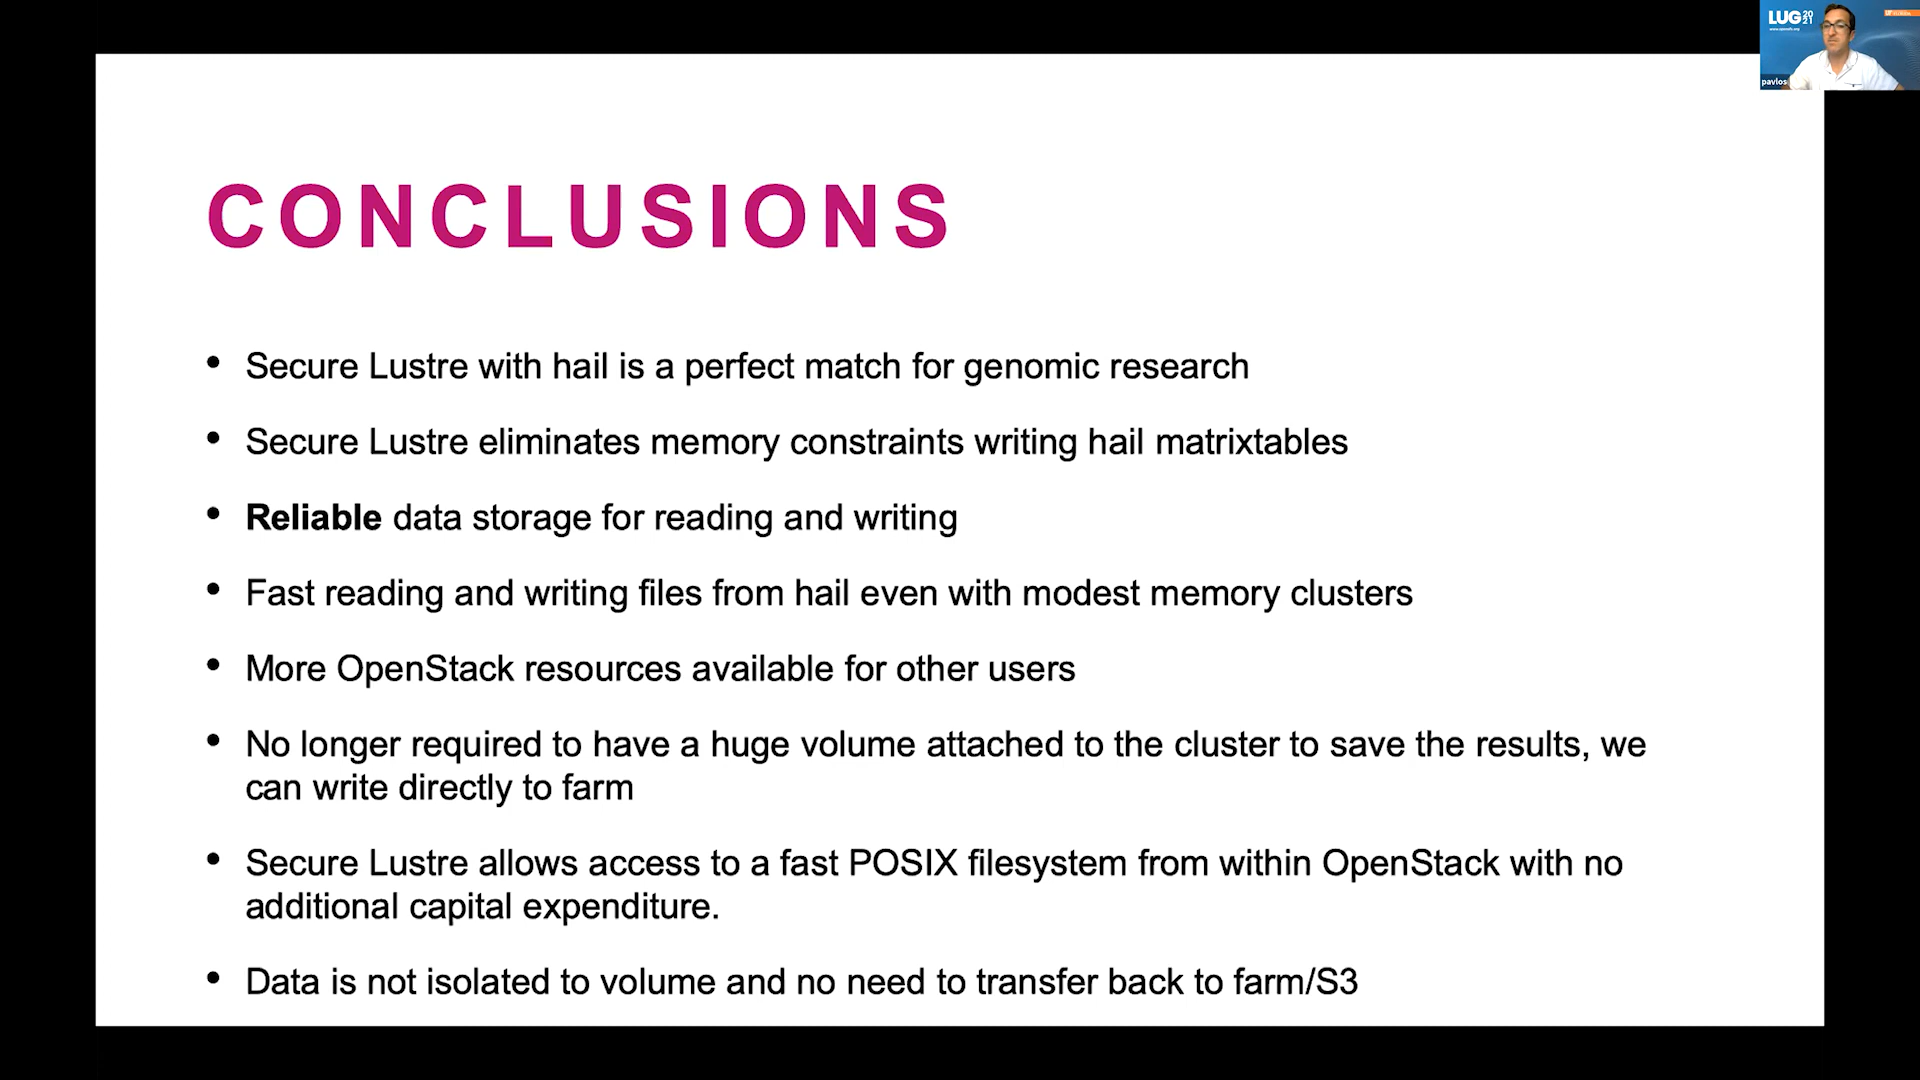 LUG 20
21
pavlos
CONCLUSIONS
• Secure Lustre with hail is a perfect match for genomic research
• Secure Lustre eliminates memory constraints writing hail matrixtables
• Reliable data storage for reading and writing
• Fast reading and writing files from hail even with modest memory clusters
• More OpenStack resources available for other users
• No longer required to have a huge volume attached to the cluster to save the results, we
can write directly to farm
• Secure Lustre allows access to a fast POSIX filesystem from within OpenStack with no
additional capital expenditure.
• Data is not isolated to volume and no need to transfer back to farm/S3